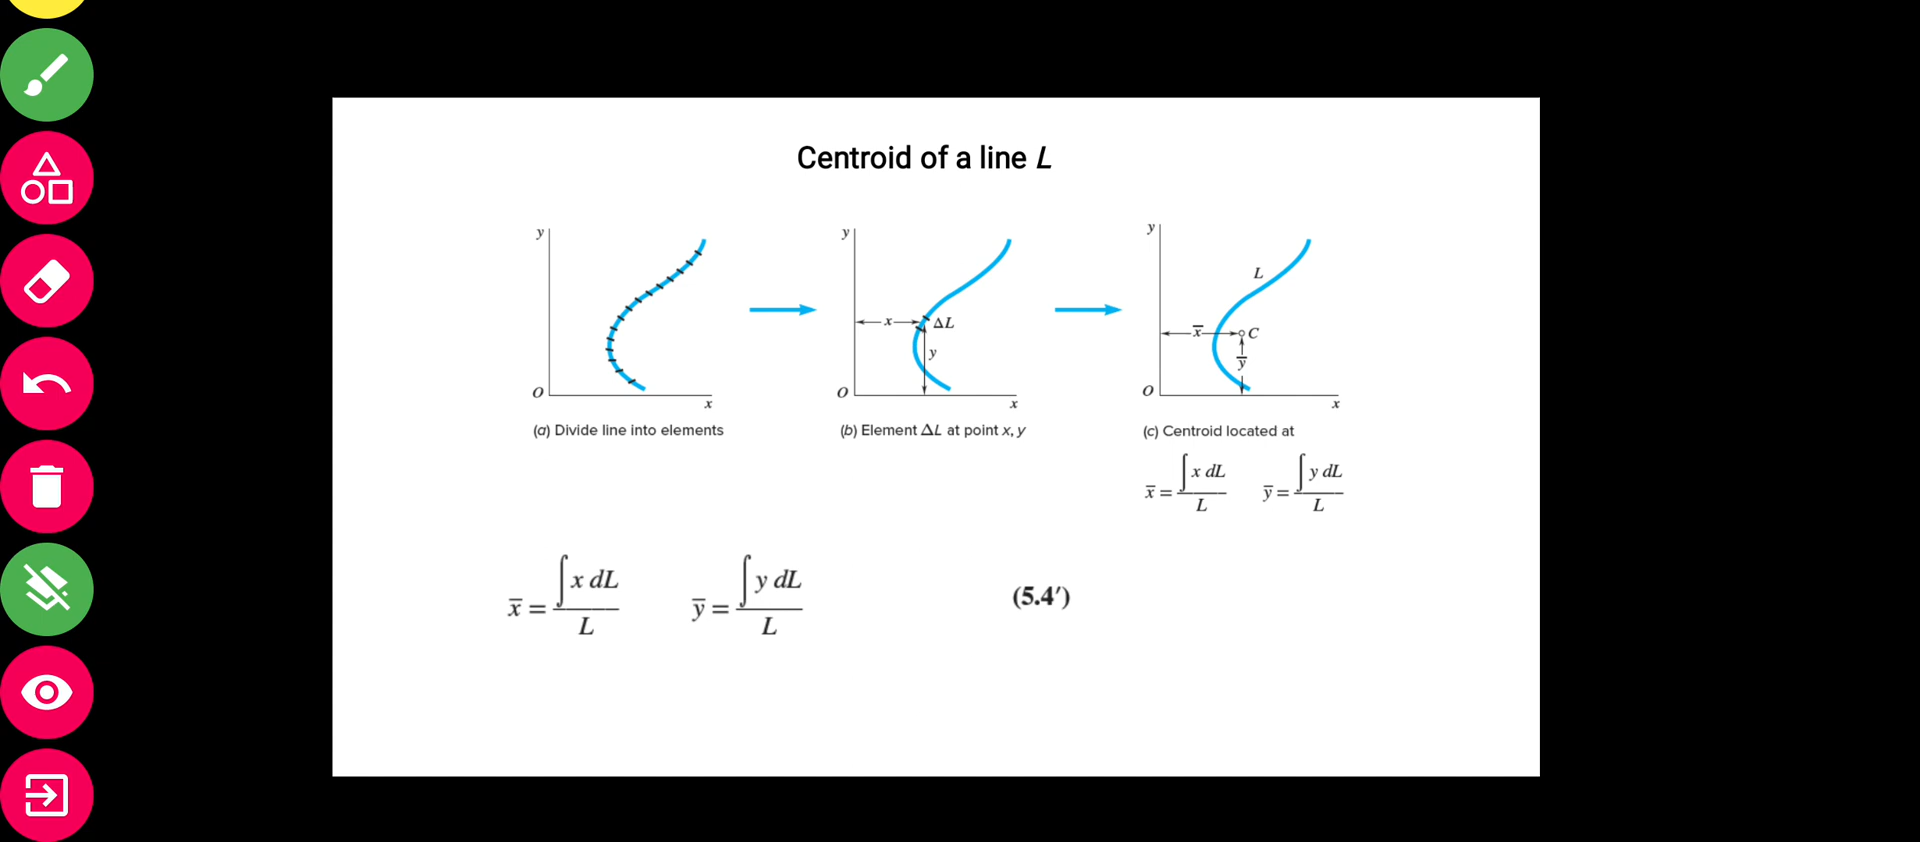 Centroid of a line L
y
O
x
(a) Divide line into elements
y
x
ΔL
y
O
x
(b) Element ΔL at point x, y
y
L
x̅
C
y̅
O
x
(c) Centroid located at
x̅ = ∫ x dL / L  y̅ = ∫ y dL / L
x̅ = ∫ x dL / L  y̅ = ∫ y dL / L  (5.4′)